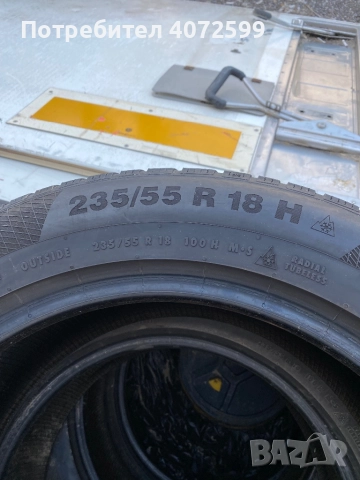 Потребител 4072599
235/55 R 18 H
OUTSIDE 235/55 R 18 100 H M+S RADIAL TUBELESS
BAZAR